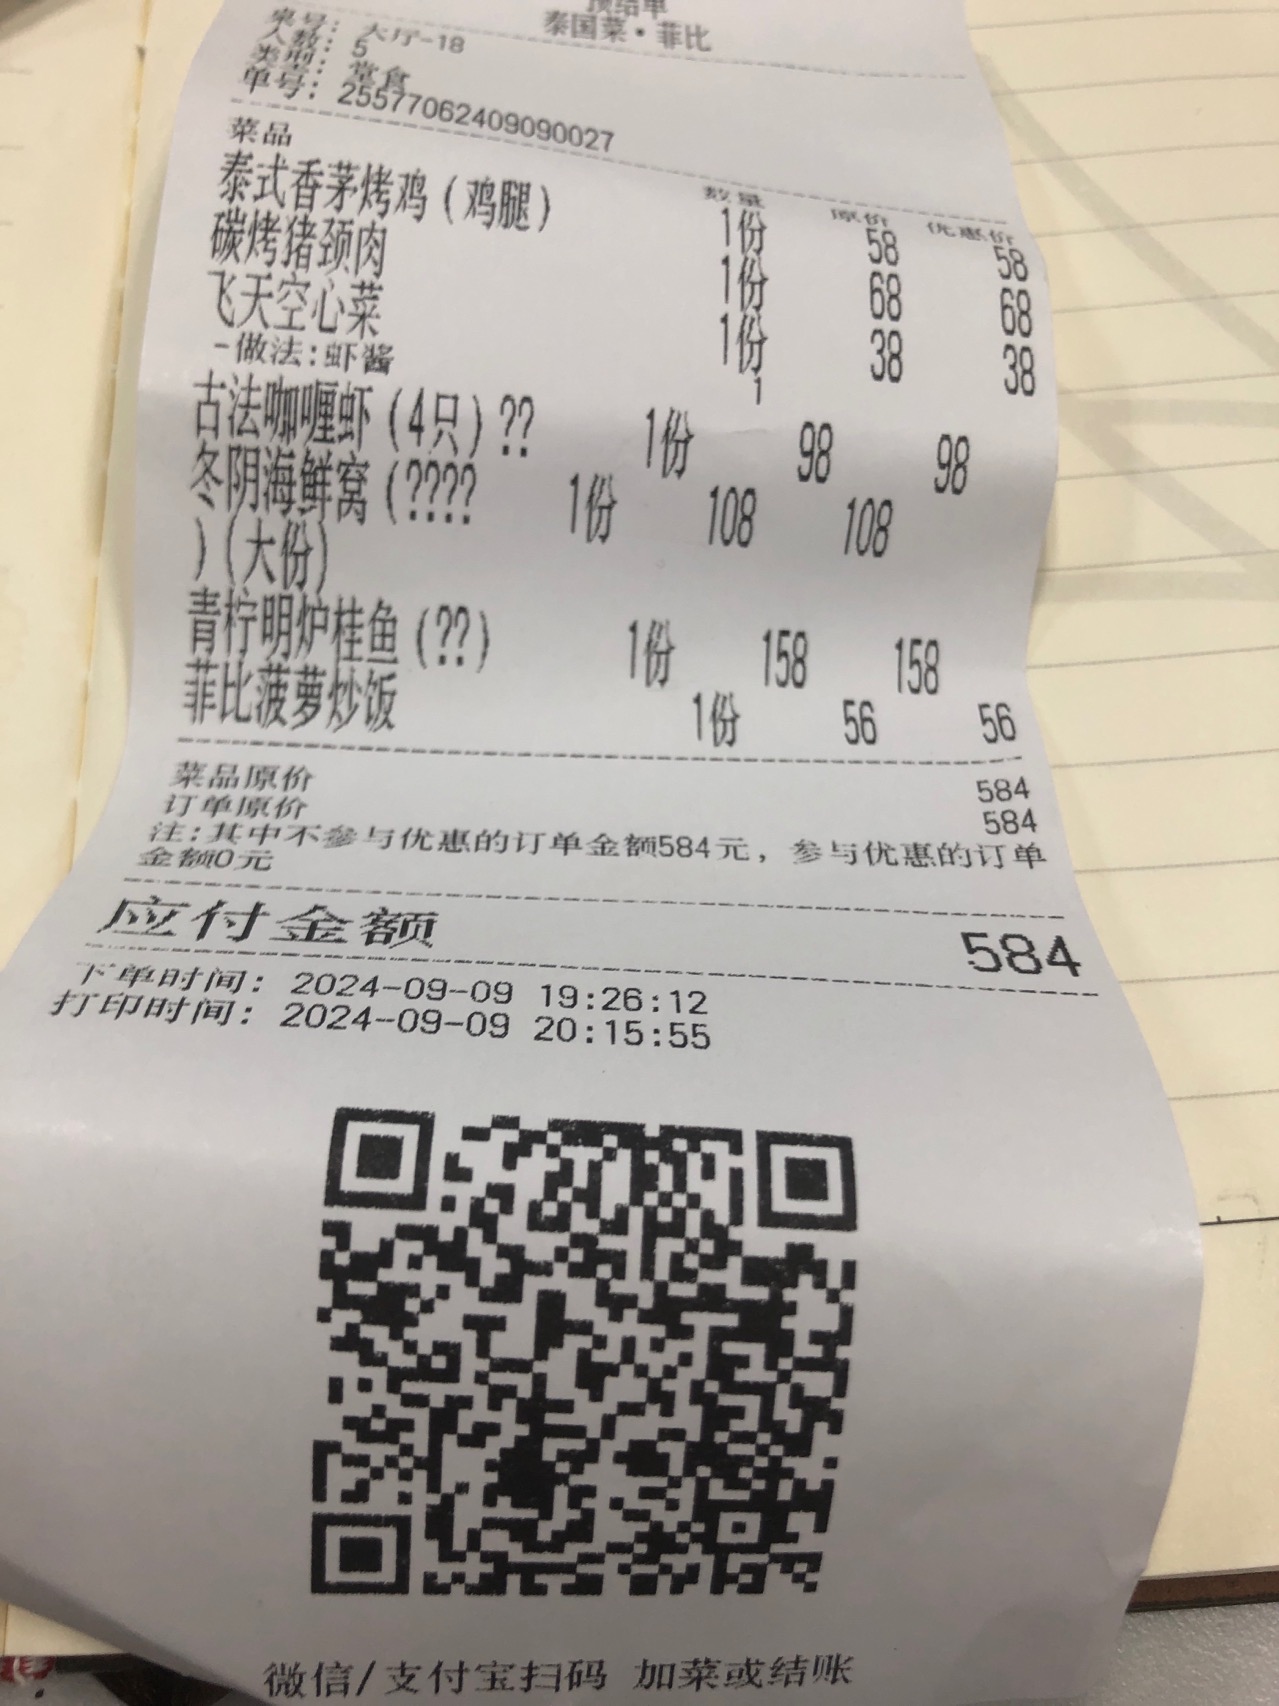 预结单
泰国菜·菲比
桌号: 大厅-18
人数: 5
类型: 堂食
单号: 25577062409090027
菜品 数量 原价 优惠价
泰式香茅烤鸡(鸡腿) 1份 58 58
碳烤猪颈肉 1份 68 68
飞天空心菜 1份 38 38
-做法:虾酱 1
古法咖喱虾(4只)?? 1份 98 98
冬阴海鲜窝(???? 1份 108 108
)(大份)
青柠明炉桂鱼(??) 1份 158 158
菲比菠萝炒饭 1份 56 56
菜品原价 584
订单原价 584
注:其中不参与优惠的订单金额584元，参与优惠的订单
金额0元
应付金额 584
下单时间: 2024-09-09 19:26:12
打印时间: 2024-09-09 20:15:55
微信/支付宝扫码 加菜或结账